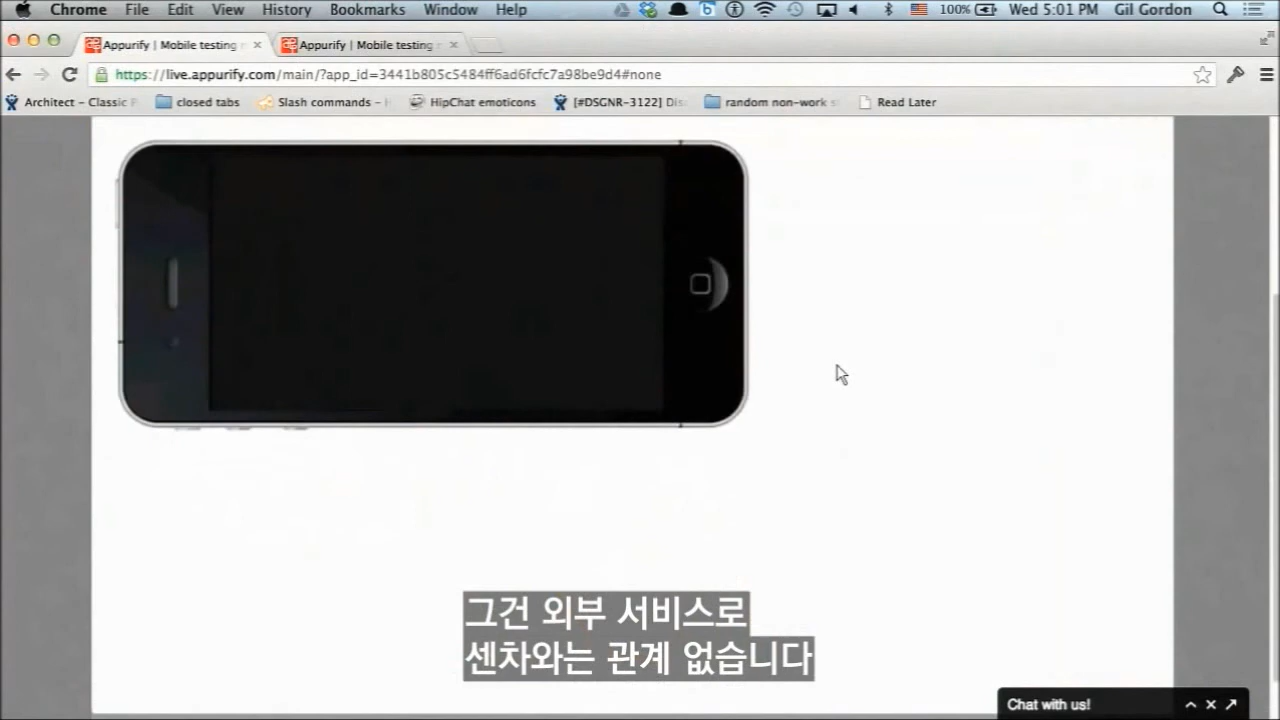 Chrome File Edit View History Bookmarks Window Help 100% Wed 5:01 PM Gil Gordon
Appurify | Mobile testing Appurify | Mobile testing
https://live.appurify.com/main/?app_id=3441b805c5484ff6ad6fcfc7a98be9d4#none
Architect – Classic closed tabs Slash commands – HipChat emoticons [#DSGNR-3122] random non-work Read Later
그건 외부 서비스로
센차와는 관계 없습니다
Chat with us!